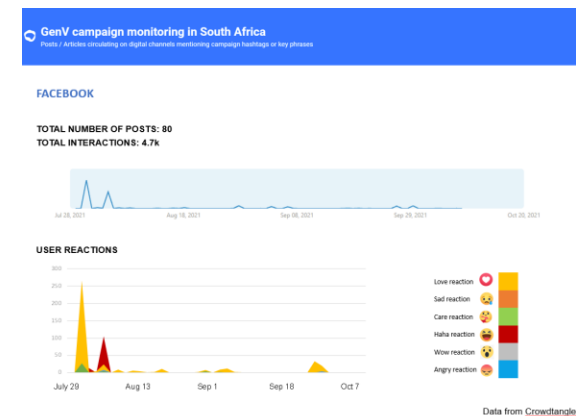 GenV campaign monitoring in South Africa
Posts / Articles circulating on digital channels mentioning campaign hashtags or key phrases
FACEBOOK
TOTAL NUMBER OF POSTS: 80
TOTAL INTERACTIONS: 4.7k
Jul 28, 2021 Aug 18, 2021 Sep 08, 2021 Sep 29, 2021 Oct 20, 2021
USER REACTIONS
300
250
200
150
100
50
0
July 29 Aug 13 Sep 1 Sep 18 Oct 7
Love reaction
Sad reaction
Care reaction
Haha reaction
Wow reaction
Angry reaction
Data from Crowdtangle